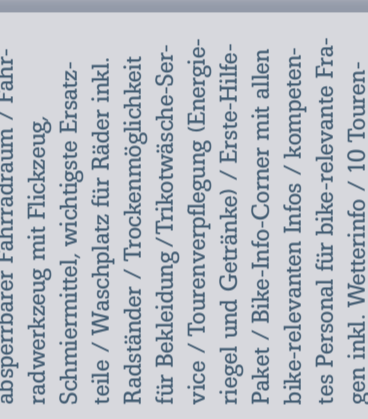 absperrbarer Fahrradraum / Fahr-
radwerkzeug mit Flickzeug,
Schmiermittel, wichtigste Ersatz-
teile / Waschplatz für Räder inkl.
Radständer / Trockenmöglichkeit
für Bekleidung /Trikotwäsche-Ser-
vice / Tourenverpflegung (Energie-
riegel und Getränke) / Erste-Hilfe-
Paket / Bike-Info-Corner mit allen
bike-relevanten Infos / kompeten-
tes Personal für bike-relevante Fra-
gen inkl. Wetterinfo / 10 Touren-